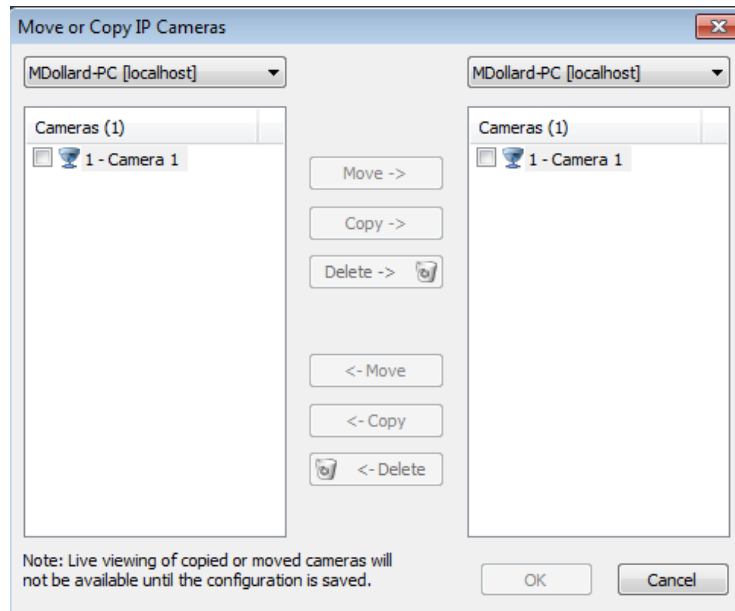 Move or Copy IP Cameras
MDollard-PC [localhost]
MDollard-PC [localhost]
Cameras (1)
1 - Camera 1
Move ->
Copy ->
Delete ->
<- Move
<- Copy
<- Delete
Cameras (1)
1 - Camera 1
Note: Live viewing of copied or moved cameras will
not be available until the configuration is saved.
OK
Cancel